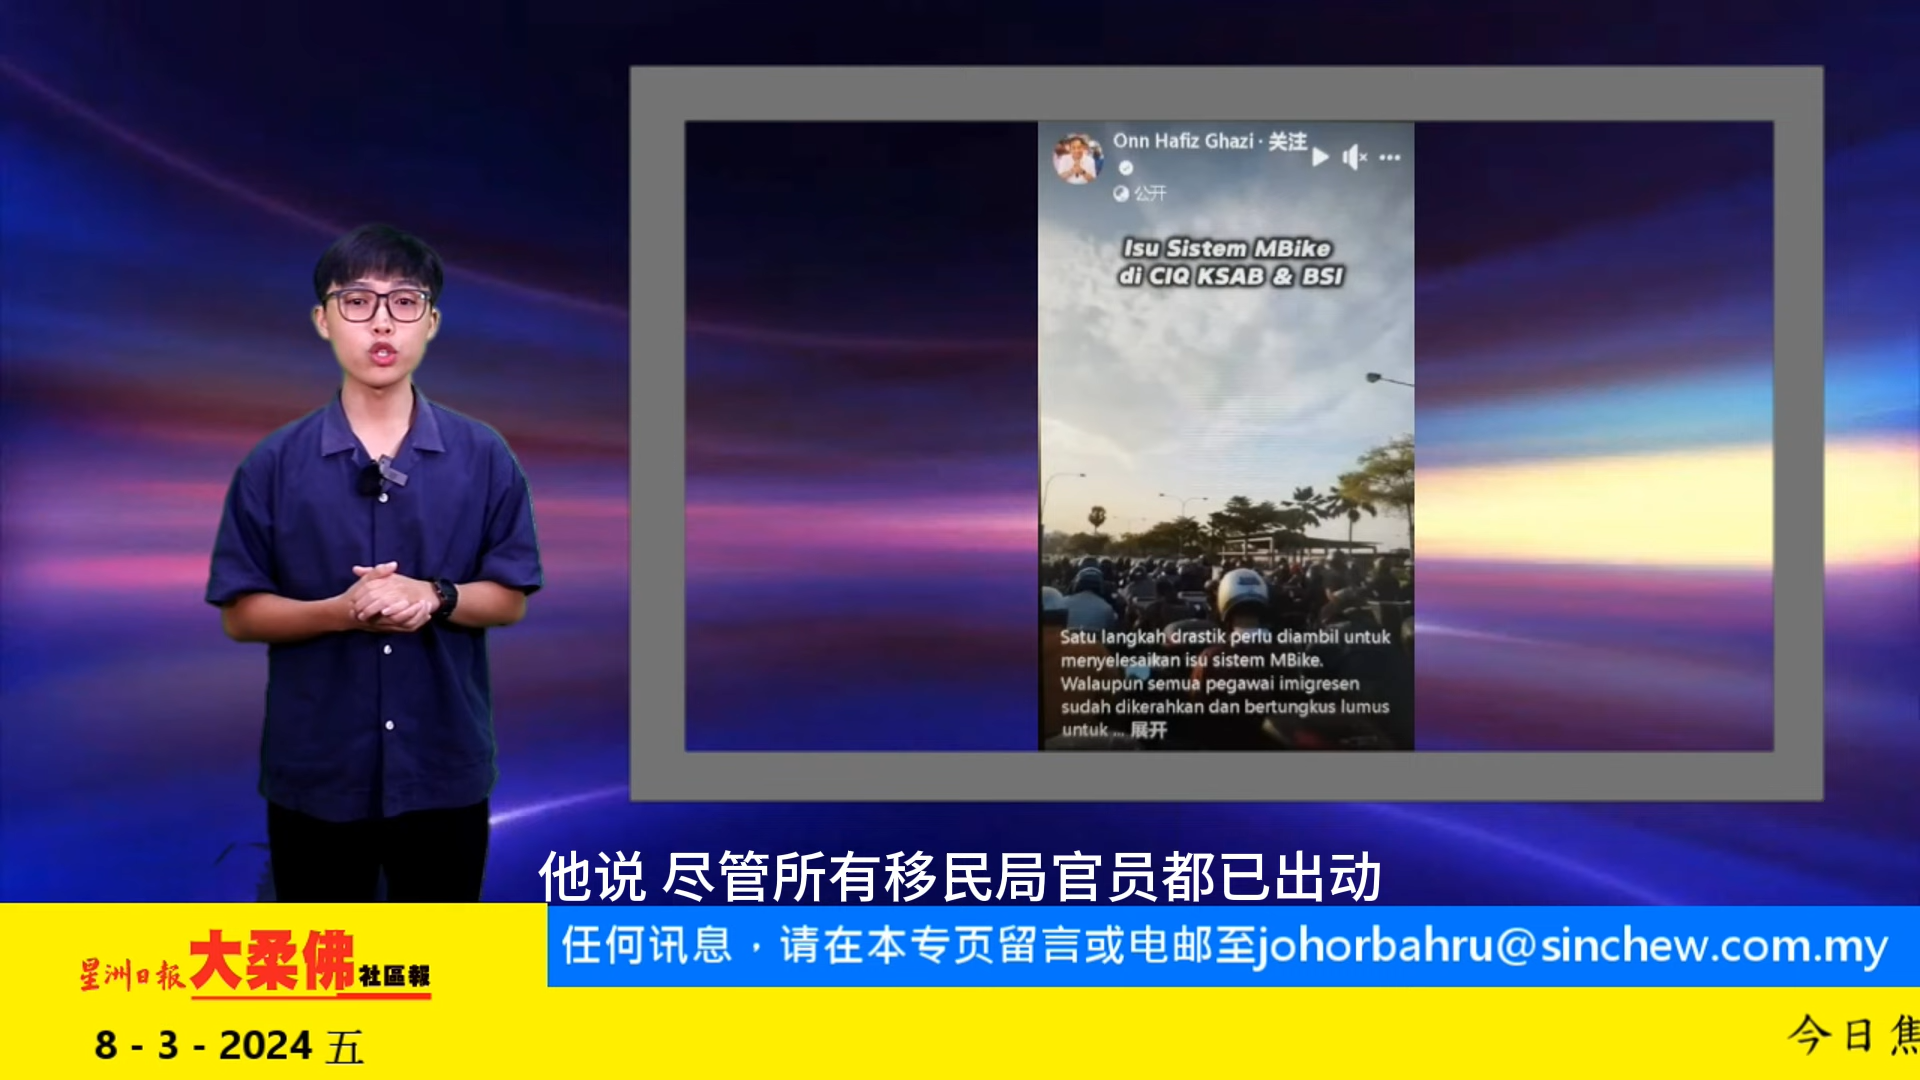 Onn Hafiz Ghazi · 关注
公开
Isu Sistem MBike
di CIQ KSAB & BSI
Satu langkah drastik perlu diambil untuk
menyelesaikan isu sistem MBike.
Walaupun semua pegawai imigresen
sudah dikerahkan dan bertungkus lumus
untuk ... 展开
他说 尽管所有移民局官员都已出动
任何讯息，请在本专页留言或电邮至johorbahru@sinchew.com.my
星洲日报 大柔佛 社區報
8 - 3 - 2024 五
今日焦